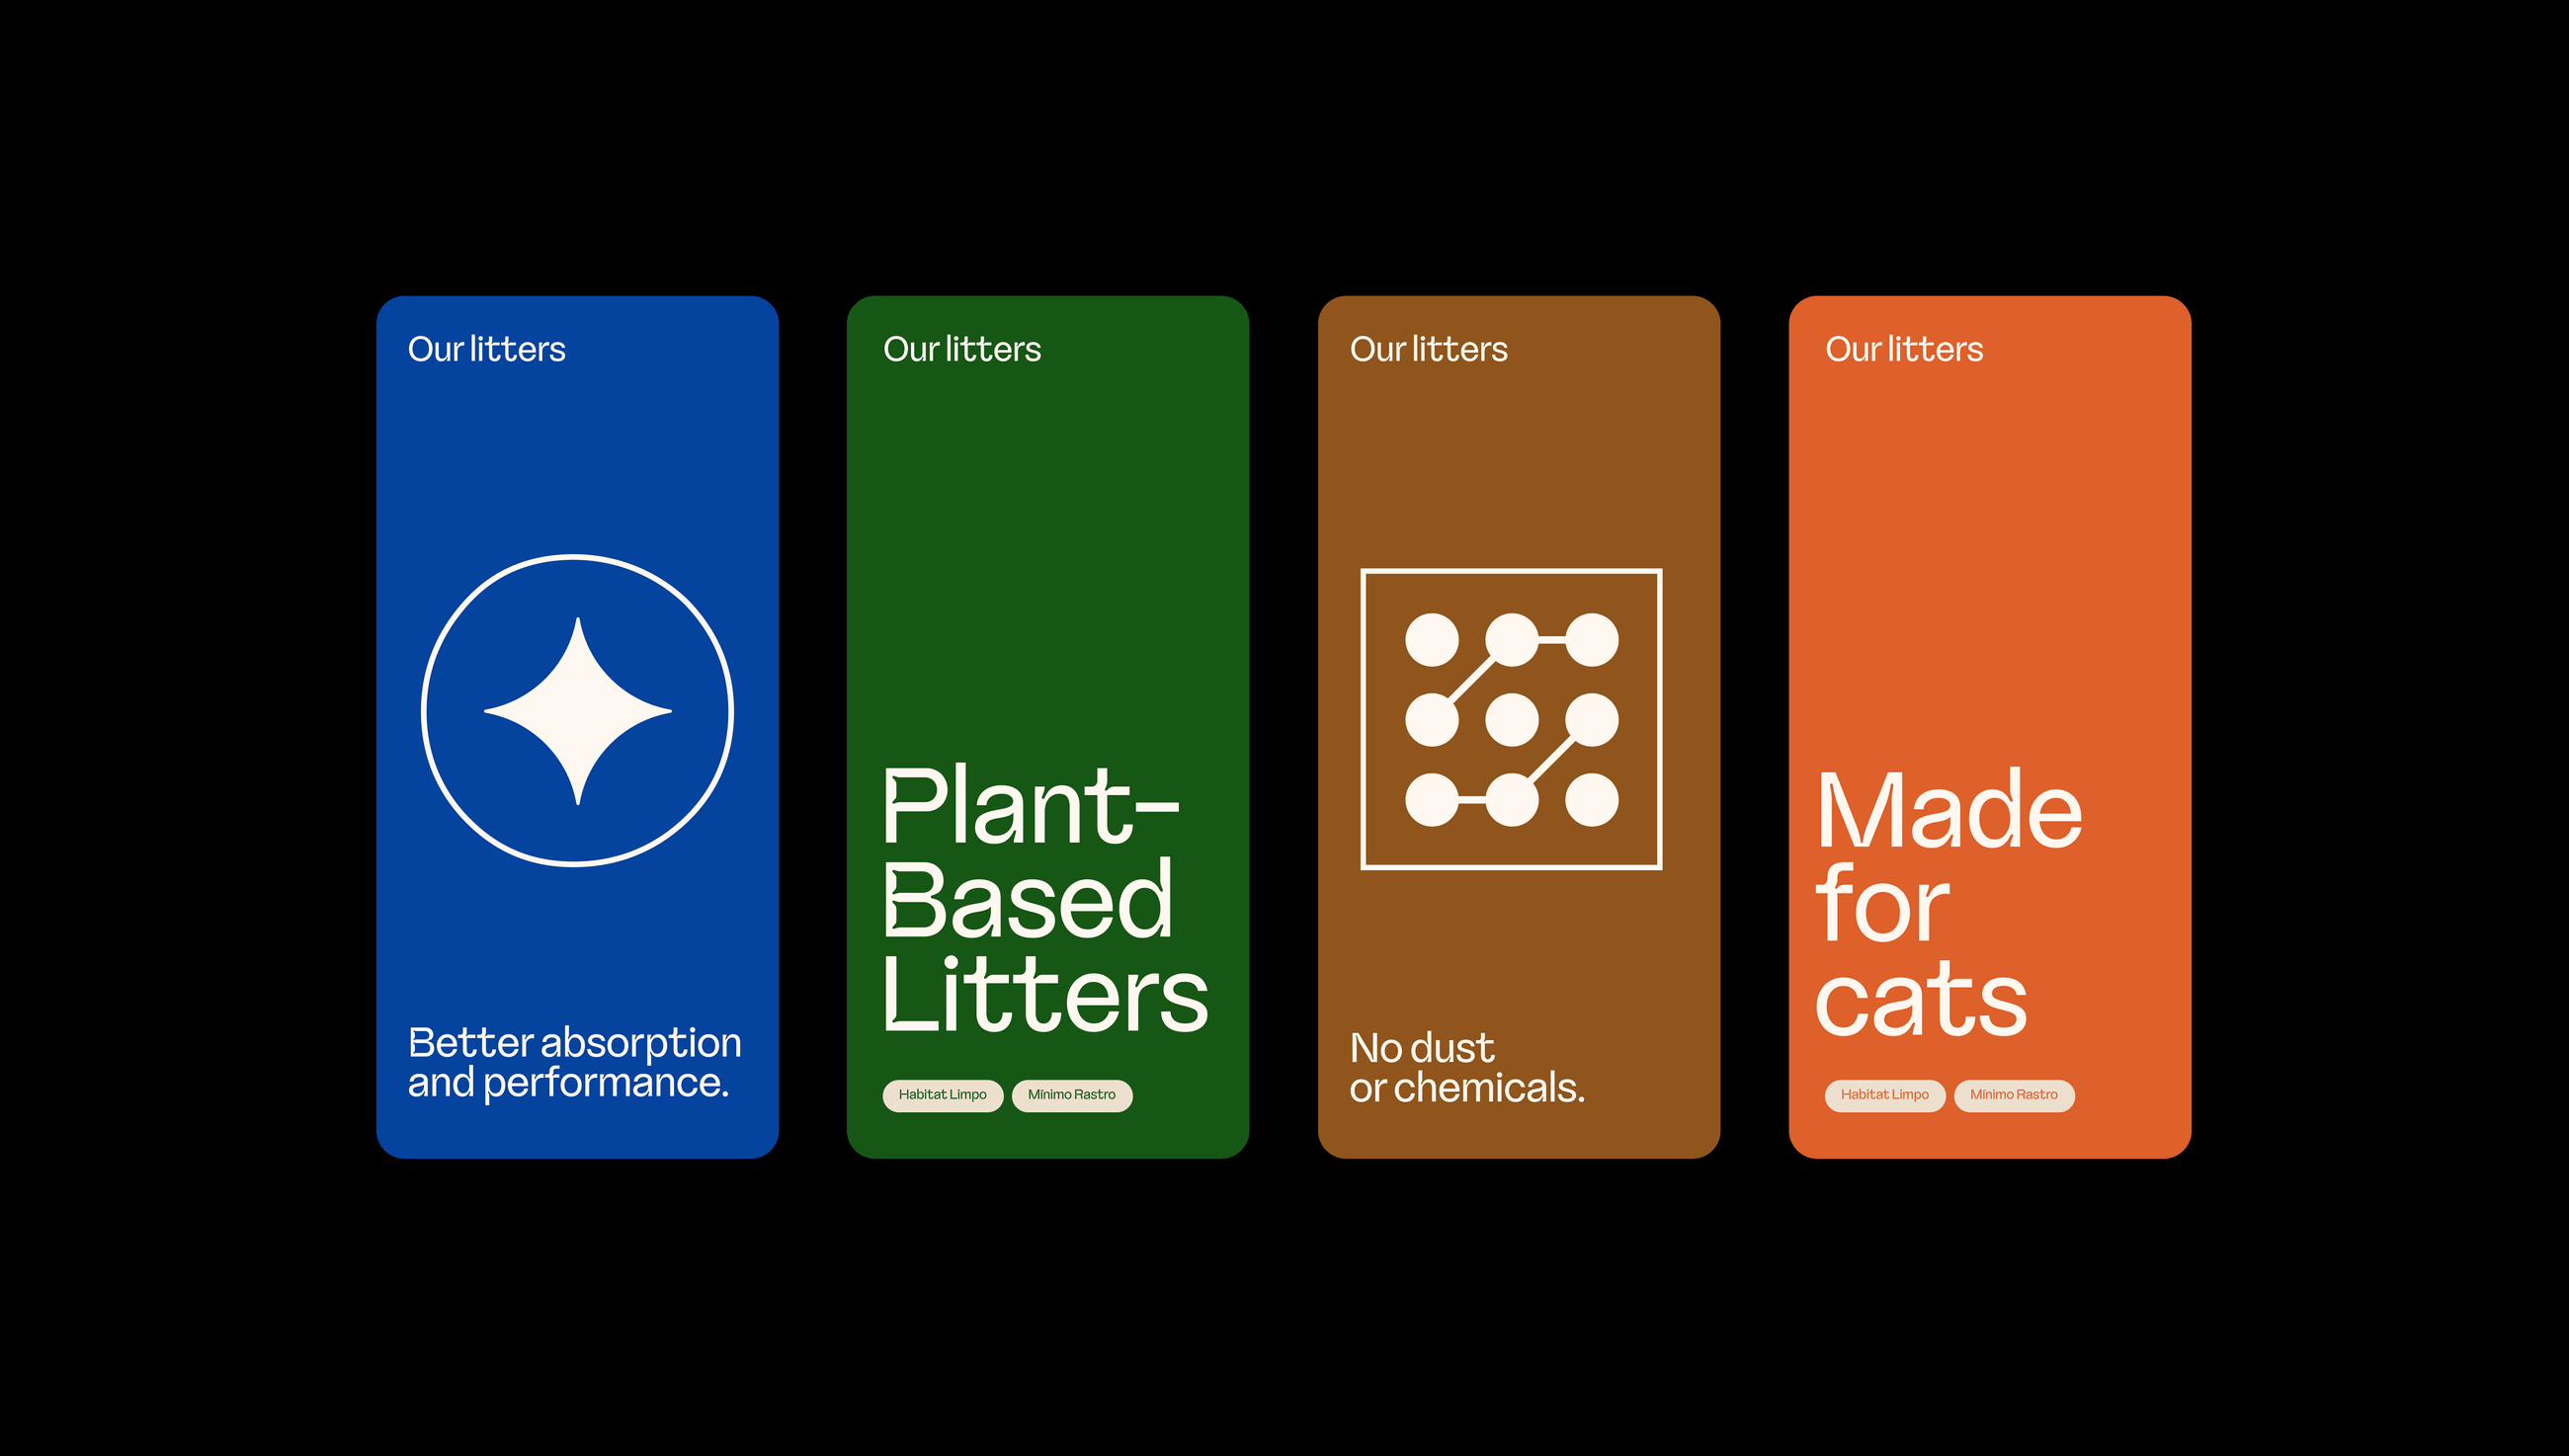 Our litters
Better absorption
and performance.
Our litters
Plant-
Based
Litters
Habitat Limpo
Mínimo Rastro
Our litters
No dust
or chemicals.
Our litters
Made
for
cats
Habitat Limpo
Mínimo Rastro